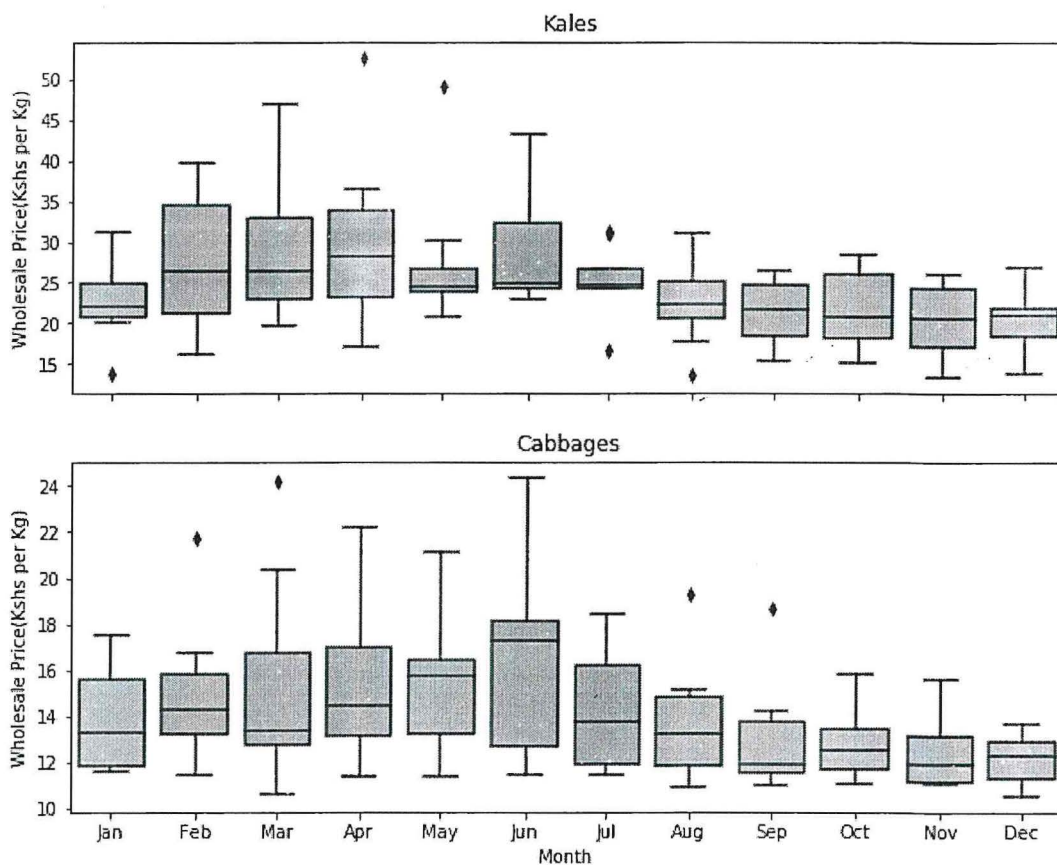 Kales
Wholesale Price(Kshs per Kg)
50
45
40
35
30
25
20
15
Cabbages
Wholesale Price(Kshs per Kg)
24
22
20
18
16
14
12
10
Jan Feb Mar Apr May Jun Jul Aug Sep Oct Nov Dec
Month